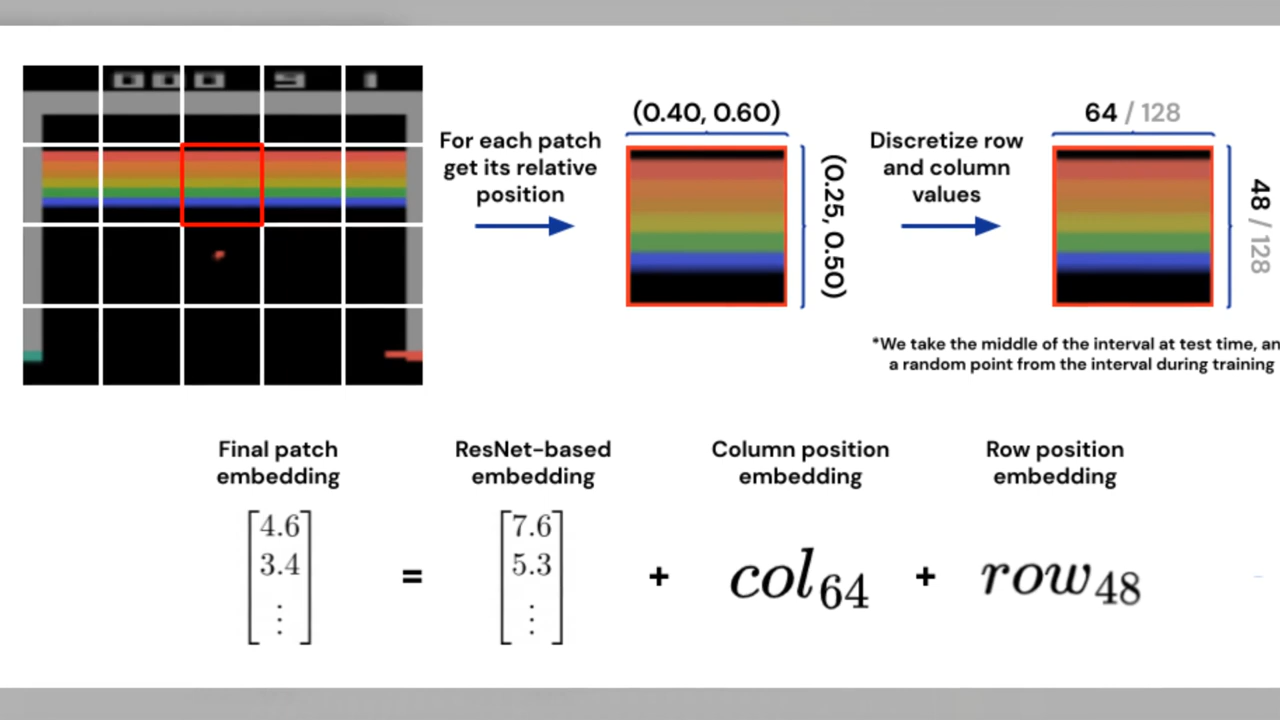 000 9 1
For each patch
get its relative
position
(0.40, 0.60)
(0.25, 0.50)
Discretize row
and column
values
64 / 128
48 / 128
*We take the middle of the interval at test time, an
a random point from the interval during training
Final patch
embedding
ResNet-based
embedding
Column position
embedding
Row position
embedding
[4.6
3.4
⋮]
=
[7.6
5.3
⋮]
+
col64
+
row48